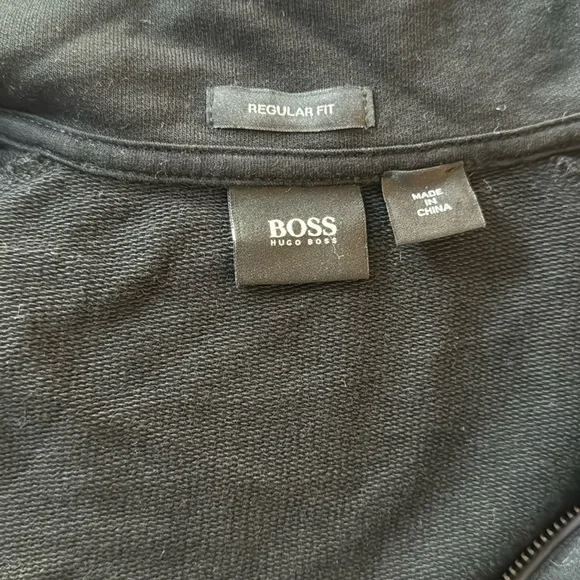 REGULAR FIT
BOSS
HUGO BOSS
MADE
IN
CHINA